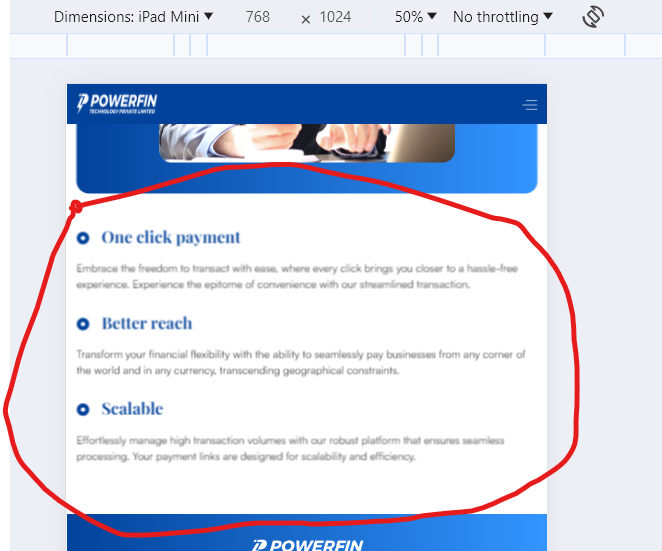 Dimensions: iPad Mini ▼ 768 × 1024 50% ▼ No throttling ▼
POWERFIN
TECHNOLOGY PRIVATE LIMITED
One click payment
Embrace the freedom to transact with ease, where every click brings you closer to a hassle-free
experience. Experience the epitome of convenience with our streamlined transaction.
Better reach
Transform your financial flexibility with the ability to seamlessly pay businesses from any corner of
the world and in any currency, transcending geographical constraints.
Scalable
Effortlessly manage high transaction volumes with our robust platform that ensures seamless
processing. Your payment links are designed for scalability and efficiency.
POWERFIN